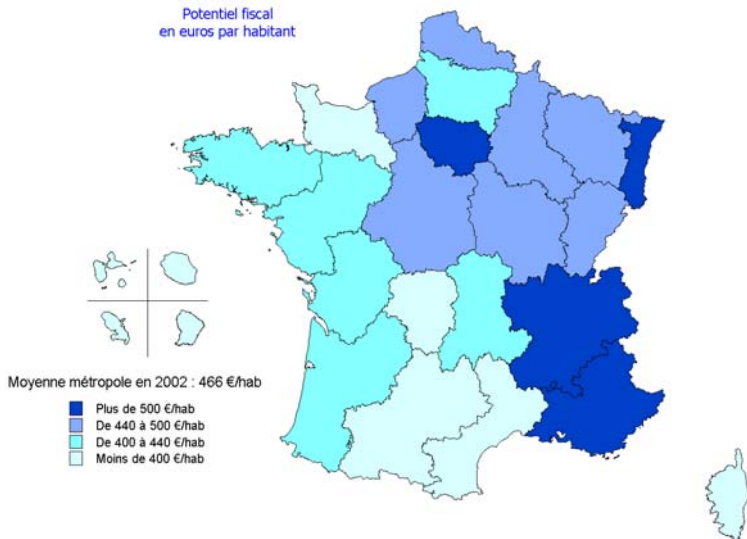 Potentiel fiscal
en euros par habitant
Moyenne métropole en 2002 : 466 €/hab
Plus de 500 €/hab
De 440 à 500 €/hab
De 400 à 440 €/hab
Moins de 400 €/hab